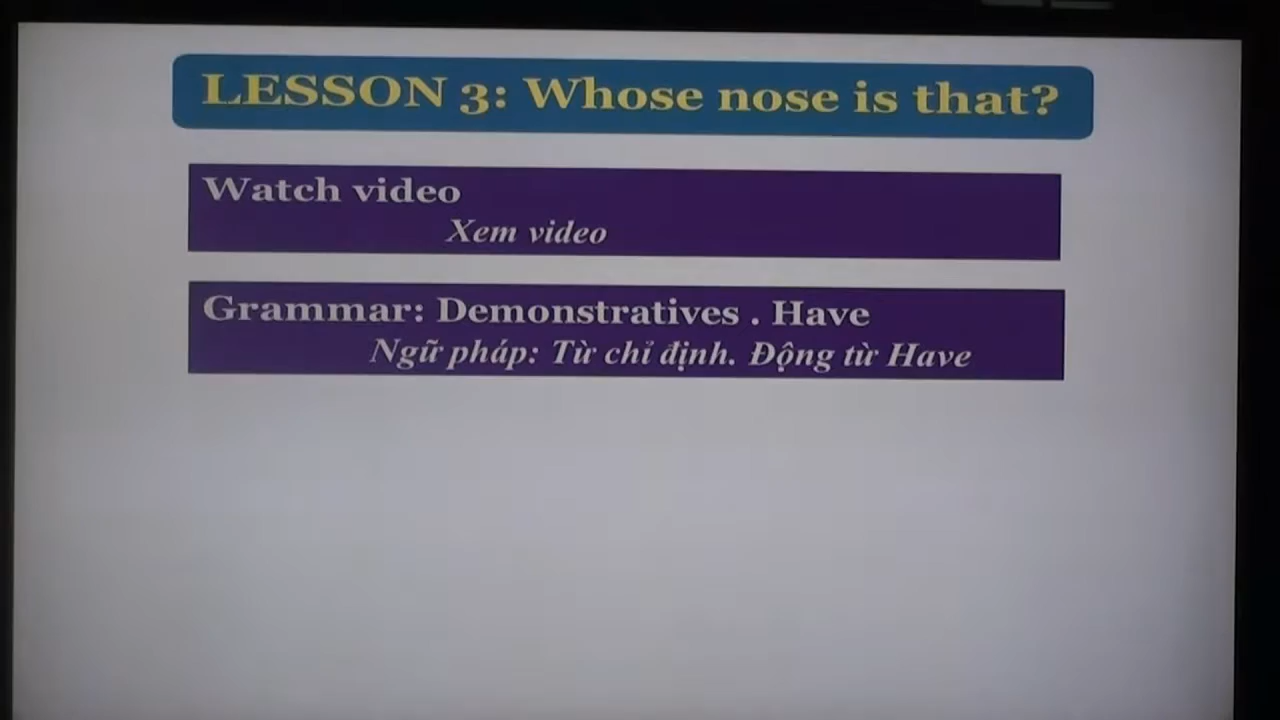 LESSON 3: Whose nose is that?
Watch video
Xem video
Grammar: Demonstratives . Have
Ngữ pháp: Từ chỉ định. Động từ Have